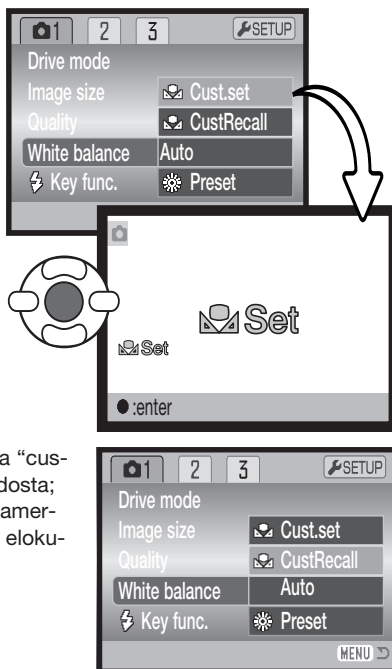 1 2 3 SETUP
Drive mode
Image size Cust.set
Quality CustRecall
White balance Auto
Key func. Preset
Set
Set
:enter
a “cus-
dosta;
amer-
eloku-
1 2 3 SETUP
Drive mode
Image size Cust.set
Quality CustRecall
White balance Auto
Key func. Preset
MENU